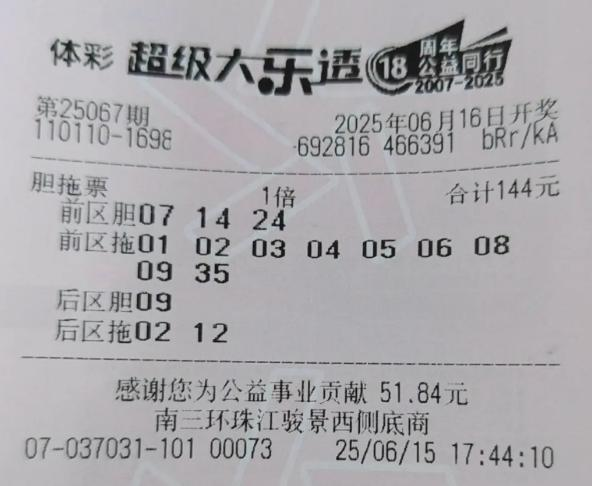 体彩 超级大乐透 18 周年 公益同行 2007-2025
第25067期 2025年06月16日开奖
110110-1698 -692816 466391 bRr/kA
胆拖票 1倍 合计144元
前区胆07 14 24
前区拖01 02 03 04 05 06 08
09 35
后区胆09
后区拖02 12
感谢您为公益事业贡献 51.84元
南三环珠江骏景西侧底商
07-037031-101 00073 25/06/15 17:44:10